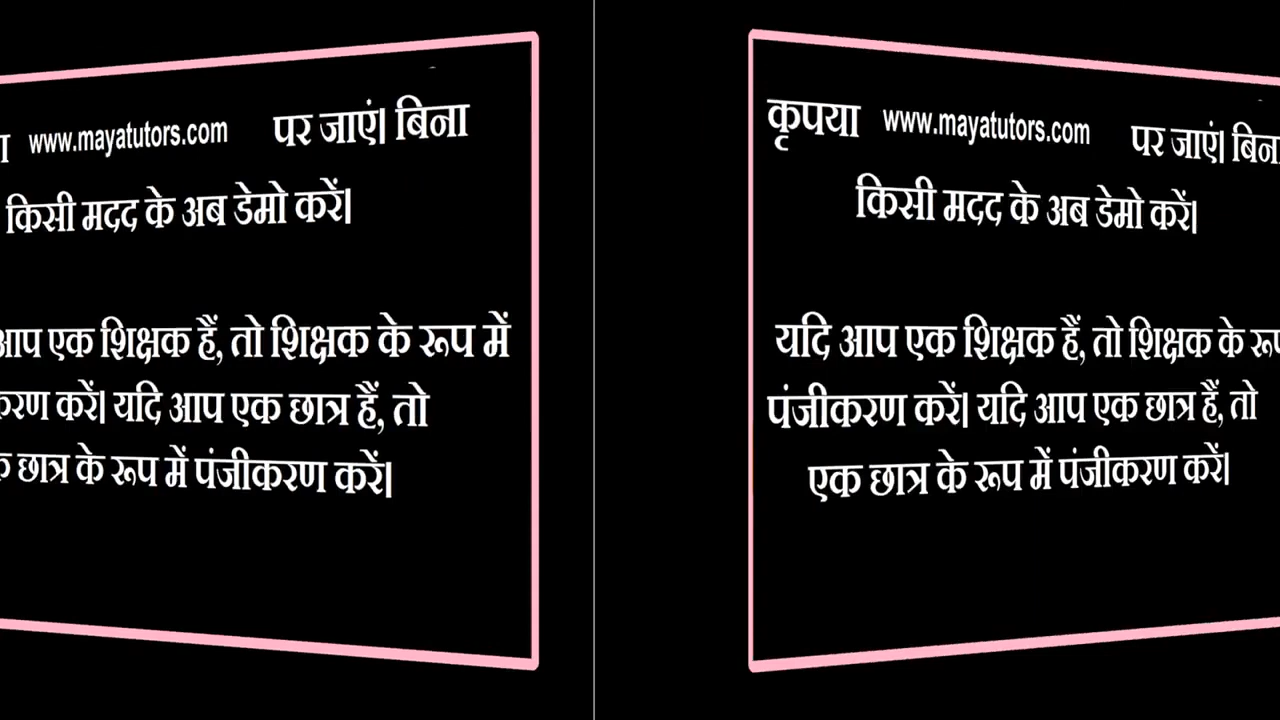 www.mayatutors.com पर जाएं। बिना
किसी मदद के अब डेमो करें।
आप एक शिक्षक हैं, तो शिक्षक के रूप में
करें। यदि आप एक छात्र हैं, तो
छात्र के रूप में पंजीकरण करें।
कृपया www.mayatutors.com पर जाएं। बिना
किसी मदद के अब डेमो करें।
यदि आप एक शिक्षक हैं, तो शिक्षक के रूप
पंजीकरण करें। यदि आप एक छात्र हैं, तो
एक छात्र के रूप में पंजीकरण करें।